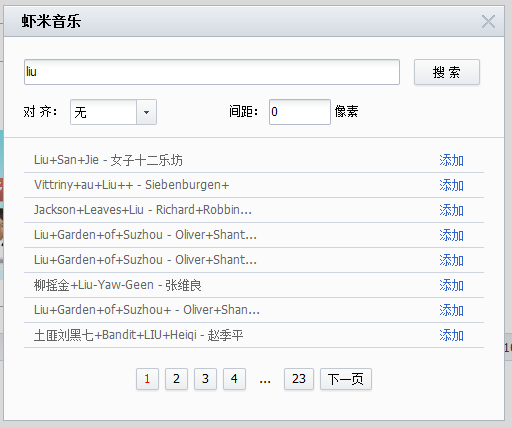 虾米音乐
liu 搜 索
对 齐： 无 间距： 0 像素
Liu+San+Jie - 女子十二乐坊 添加
Vittriny+au+Liu++ - Siebenburgen+ 添加
Jackson+Leaves+Liu - Richard+Robbin... 添加
Liu+Garden+of+Suzhou - Oliver+Shant... 添加
Liu+Garden+of+Suzhou - Oliver+Shant... 添加
柳摇金+Liu-Yaw-Geen - 张维良 添加
Liu+Garden+of+Suzhou+ - Oliver+Shan... 添加
土匪刘黑七+Bandit+LIU+Heiqi - 赵季平 添加
1 2 3 4 ... 23 下一页